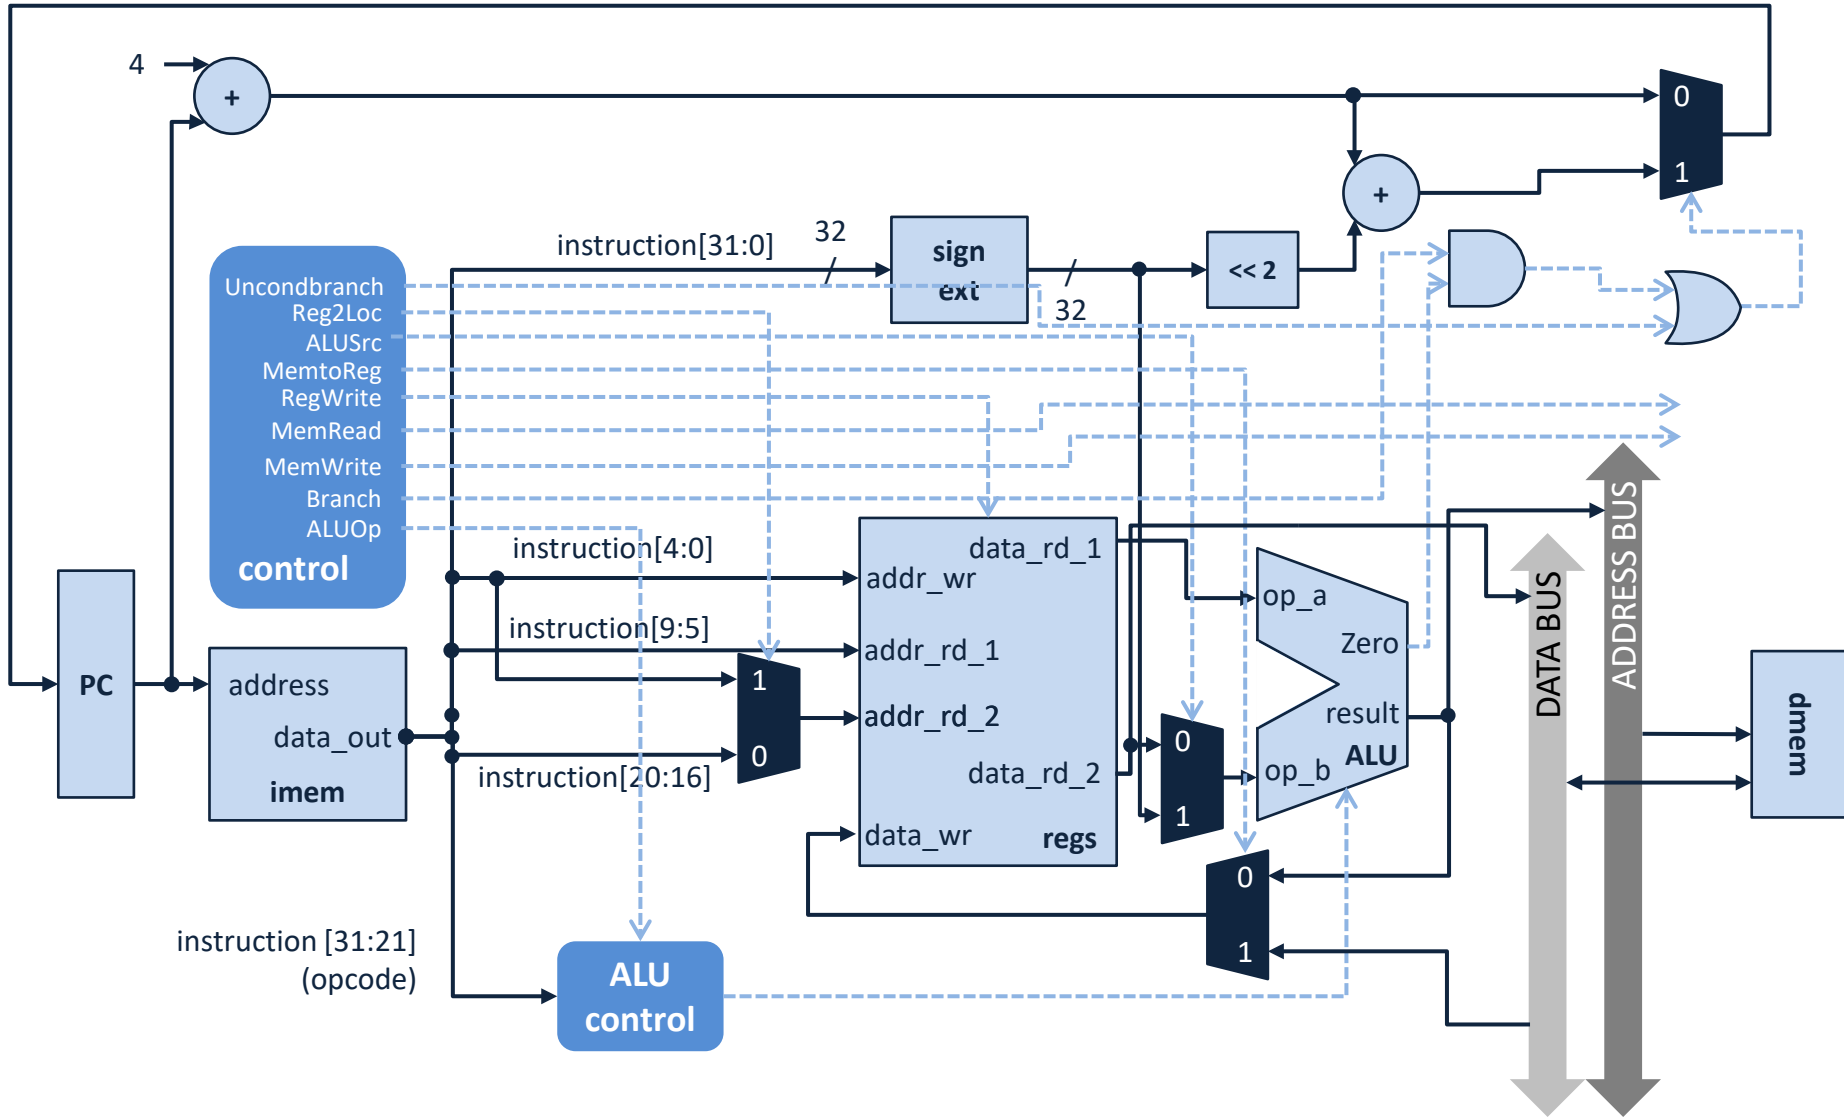 4
+
0
1
+
instruction[31:0]
32
sign
ext
32
<< 2
Uncondbranch
Reg2Loc
ALUSrc
MemtoReg
RegWrite
MemRead
MemWrite
Branch
ALUOp
control
instruction[4:0]
instruction[9:5]
instruction[20:16]
1
0
PC
address
data_out
imem
data_rd_1
addr_wr
addr_rd_1
addr_rd_2
data_rd_2
data_wr
regs
0
1
op_a
Zero
result
ALU
op_b
0
1
DATA BUS
ADDRESS BUS
dmem
instruction [31:21]
(opcode)
ALU
control